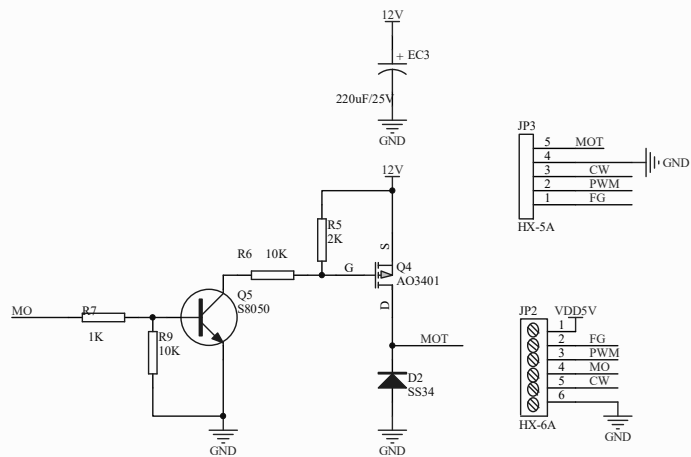 12V
+ EC3
220uF/25V
GND
JP3
5 MOT
4 GND
3 CW
2 PWM
1 FG
HX-5A
12V
R5
2K
R6 10K
S
G
Q4
AO3401
D
Q5
S8050
MO
R7
1K
R9
10K
MOT
D2
SS34
GND
GND
JP2
VDD5V
1
2 FG
3 PWM
4 MO
5 CW
6
HX-6A
GND